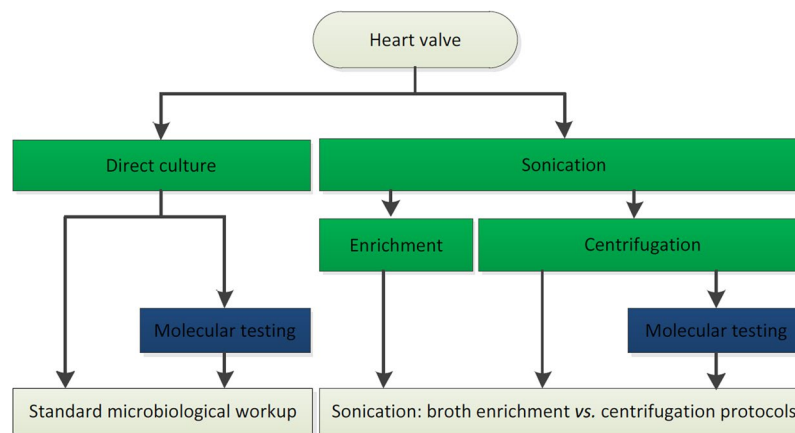 Heart valve
Direct culture
Sonication
Enrichment
Centrifugation
Molecular testing
Molecular testing
Standard microbiological workup
Sonication: broth enrichment vs. centrifugation protocols